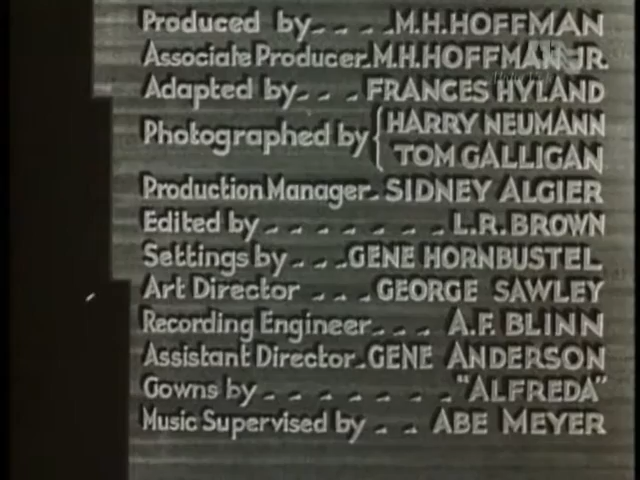 Produced by - - - - M.H.HOFFMAN
Associate Producer - M.H.HOFFMAN JR.
Adapted by - - - FRANCES HYLAND
Photographed by { HARRY NEUMANN
TOM GALLIGAN
Production Manager - SIDNEY ALGIER
Edited by - - - - - - - L.R. BROWN
Settings by - - - GENE HORNBUSTEL
Art Director - - - GEORGE SAWLEY
Recording Engineer - - - A.F. BLINN
Assistant Director - GENE ANDERSON
Gowns by - - - - - - - "ALFREDA"
Music Supervised by - - - ABE MEYER